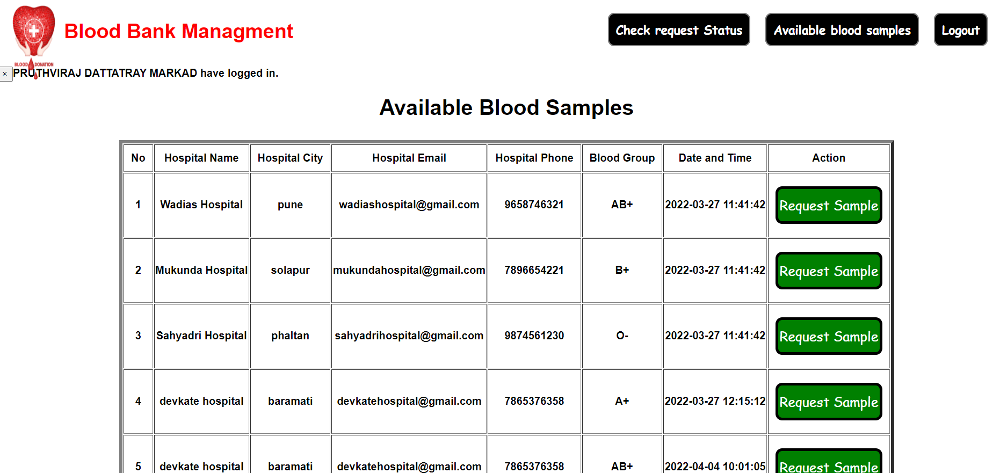 Blood Bank Managment
Check request Status Available blood samples Logout
BLOOD DONATION
× PRUTHVIRAJ DATTATRAY MARKAD have logged in.
Available Blood Samples
No Hospital Name Hospital City Hospital Email Hospital Phone Blood Group Date and Time Action
1 Wadias Hospital pune wadiashospital@gmail.com 9658746321 AB+ 2022-03-27 11:41:42 Request Sample
2 Mukunda Hospital solapur mukundahospital@gmail.com 7896654221 B+ 2022-03-27 11:41:42 Request Sample
3 Sahyadri Hospital phaltan sahyadrihospital@gmail.com 9874561230 O- 2022-03-27 11:41:42 Request Sample
4 devkate hospital baramati devkatehospital@gmail.com 7865376358 A+ 2022-03-27 12:15:12 Request Sample
5 devkate hospital baramati devkatehospital@gmail.com 7865376358 AB+ 2022-04-04 10:01:05 Request Sample